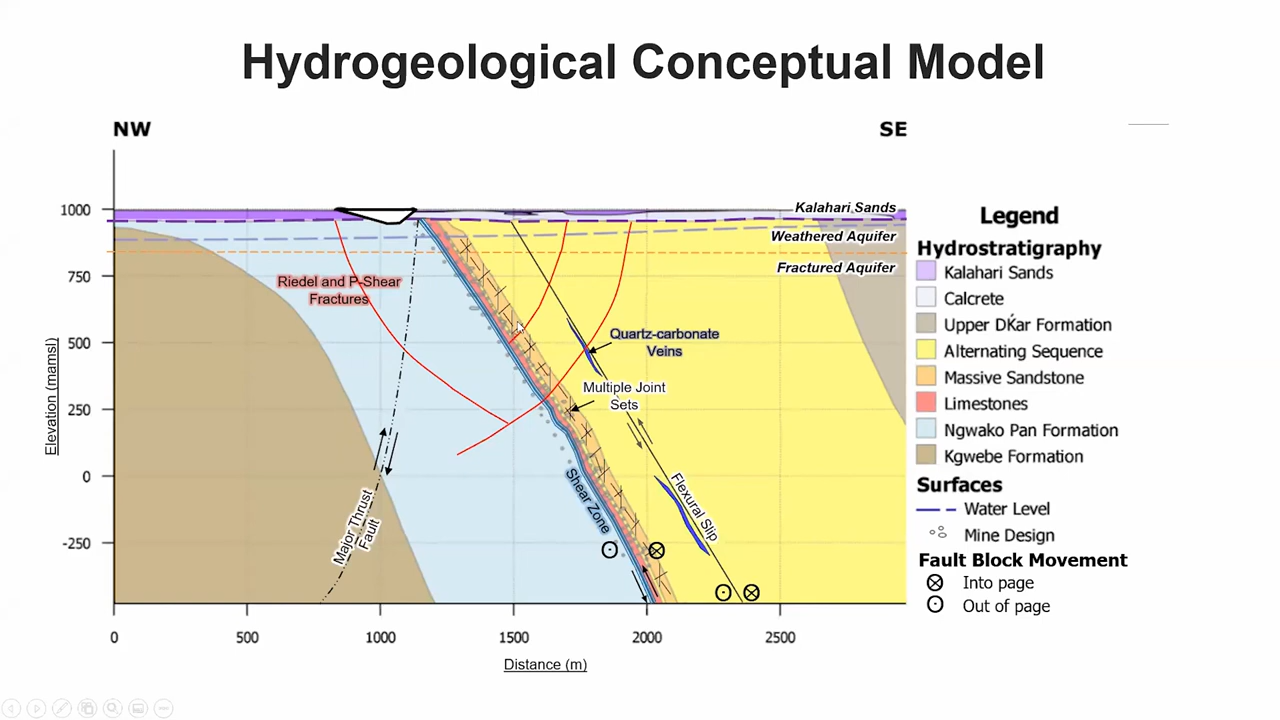 Hydrogeological Conceptual Model
NW
SE
1000
750
500
250
0
-250
Elevation (mamsl)
0
500
1000
1500
2000
2500
Distance (m)
Kalahari Sands
Weathered Aquifer
Fractured Aquifer
Riedel and P-Shear
Fractures
Quartz-carbonate
Veins
Multiple Joint
Sets
Shear Zone
Flexural Slip
Major Thrust
Fault
Legend
Hydrostratigraphy
Kalahari Sands
Calcrete
Upper DḰar Formation
Alternating Sequence
Massive Sandstone
Limestones
Ngwako Pan Formation
Kgwebe Formation
Surfaces
Water Level
Mine Design
Fault Block Movement
Into page
Out of page